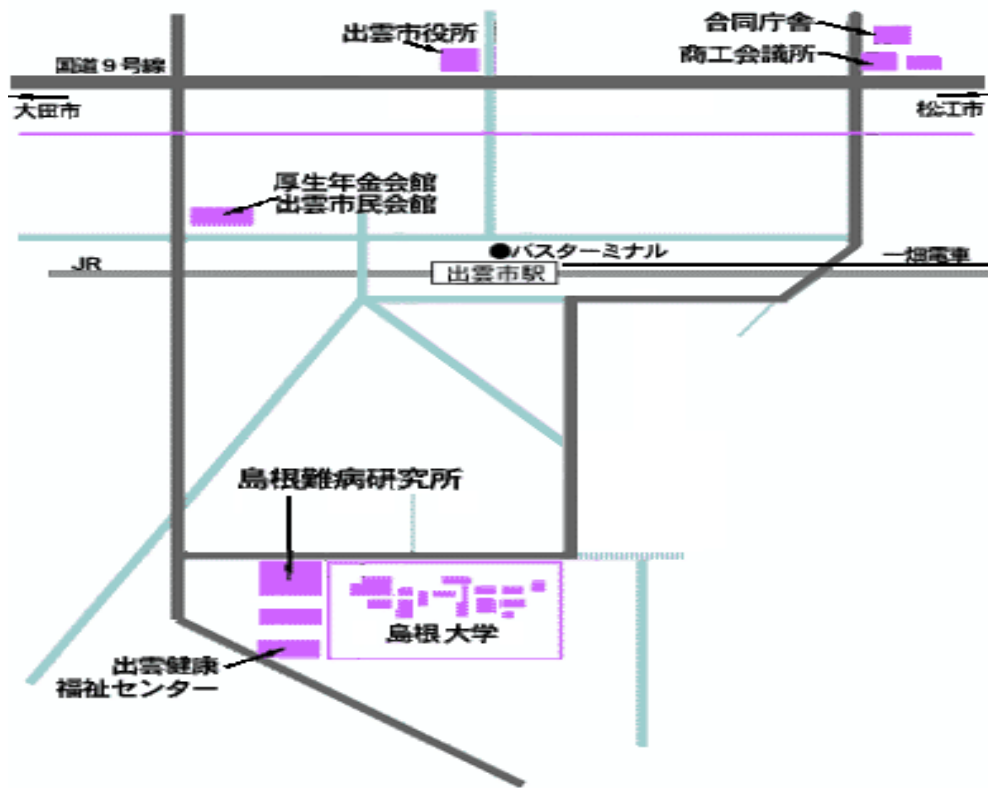 出雲市役所
合同庁舎
商工会議所
国道9号線
大田市
松江市
厚生年金会館
出雲市民会館
バスターミナル
一畑電車
JR
出雲市駅
島根難病研究所
島根大学
出雲健康
福祉センター